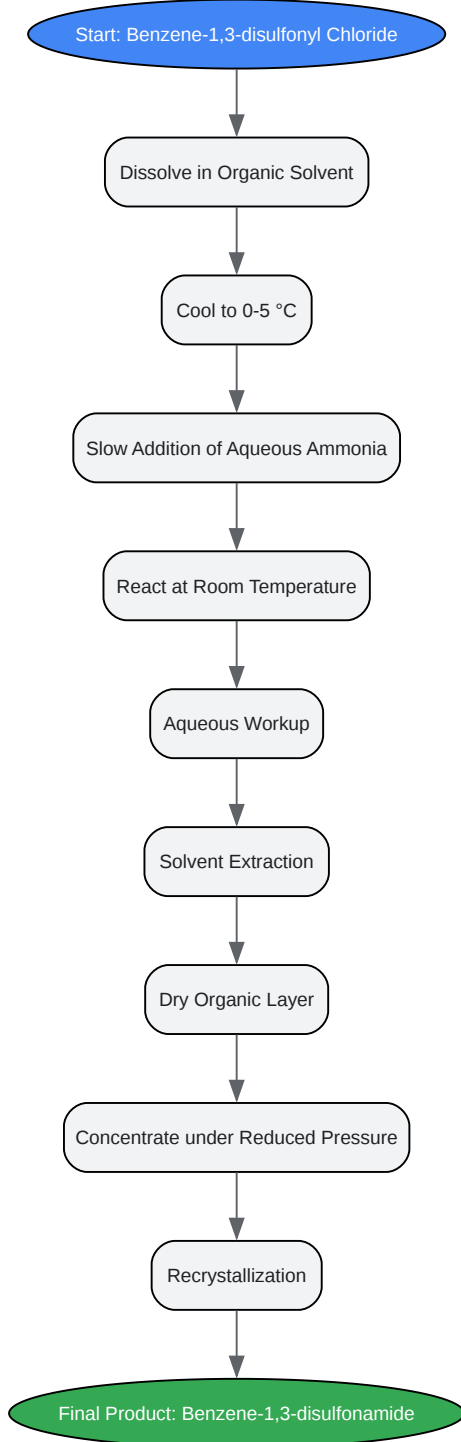 Start: Benzene-1,3-disulfonyl Chloride
Dissolve in Organic Solvent
Cool to 0-5 °C
Slow Addition of Aqueous Ammonia
React at Room Temperature
Aqueous Workup
Solvent Extraction
Dry Organic Layer
Concentrate under Reduced Pressure
Recrystallization
Final Product: Benzene-1,3-disulfonamide